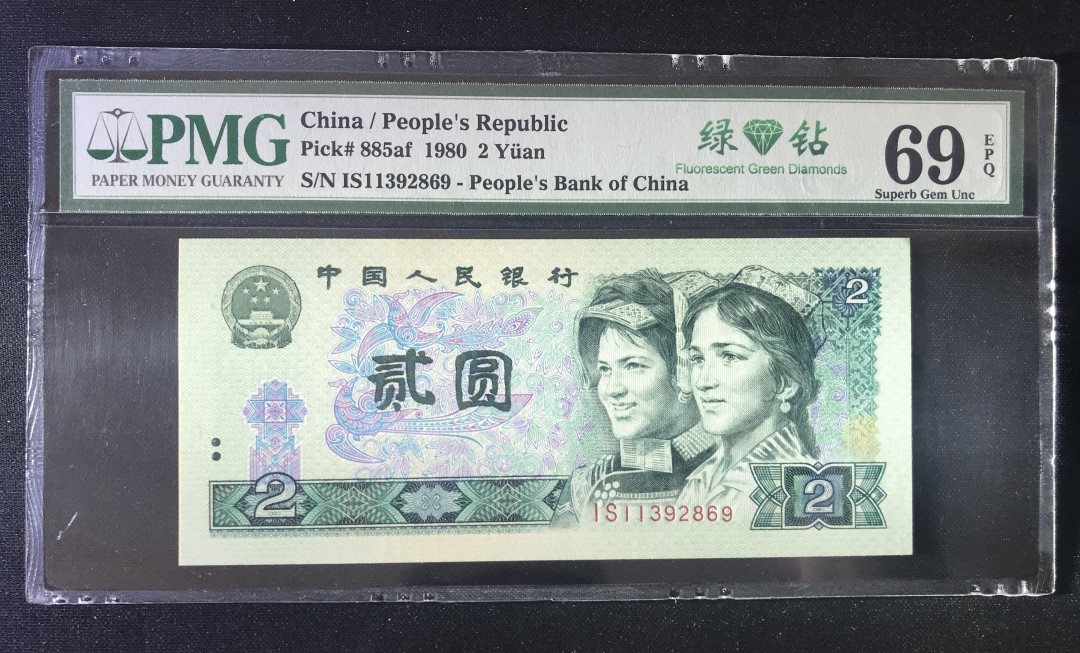 PMG
PAPER MONEY GUARANTY
China / People's Republic
Pick# 885af 1980 2 Yüan
S/N IS11392869 - People's Bank of China
绿 钻
Fluorescent Green Diamonds
69
EPQ
Superb Gem Unc
中国人民银行
2
贰圆
2
2
IS11392869